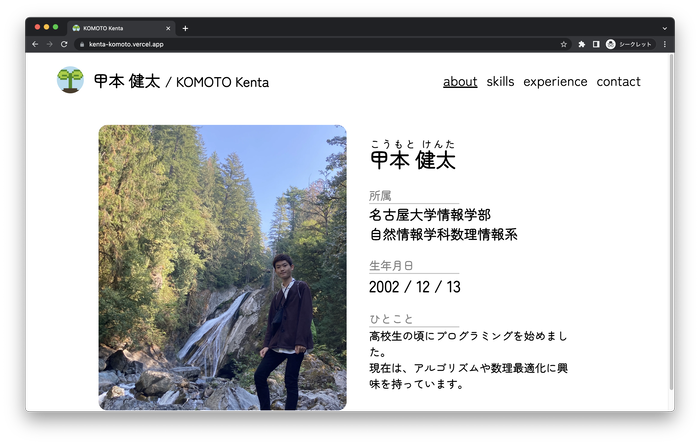 KOMOTO Kenta
kenta-komoto.vercel.app
シークレット
甲本 健太 / KOMOTO Kenta
about skills experience contact
こうもと けんた
甲本 健太
所属
名古屋大学情報学部
自然情報学科数理情報系
生年月日
2002 / 12 / 13
ひとこと
高校生の頃にプログラミングを始めまし
た。
現在は、アルゴリズムや数理最適化に興
味を持っています。